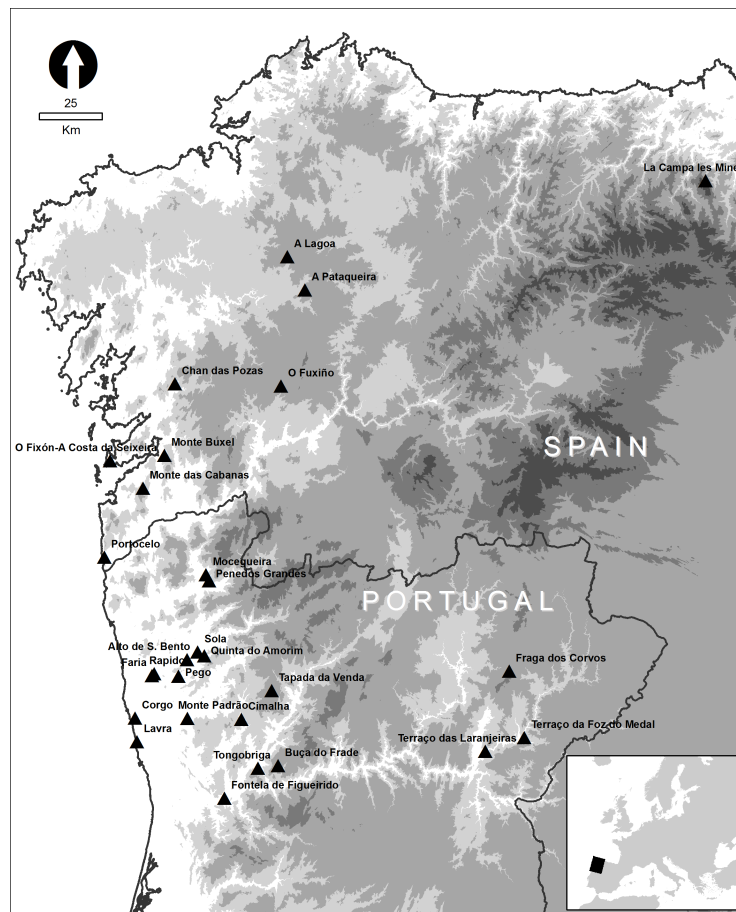 25
Km
La Campa les Mine
A Lagoa
A Pataqueira
Chan das Pozas
O Fuxiño
O Fixón-A Costa da Seixeira
Monte Buxel
SPAIN
Monte das Cabanas
Portocelo
Mocequeira
Penedos Grandes
PORTUGAL
Sola
Alto de S. Bento
Quinta do Amorim
Faria
Rapido
Pego
Fraga dos Corvos
Tapada da Venda
Corgo
Monte Padrão
Cimalha
Lavra
Terraço da Foz do Medal
Terraço das Laranjeiras
Tongobriga
Buça do Frade
Fontela de Figueirido